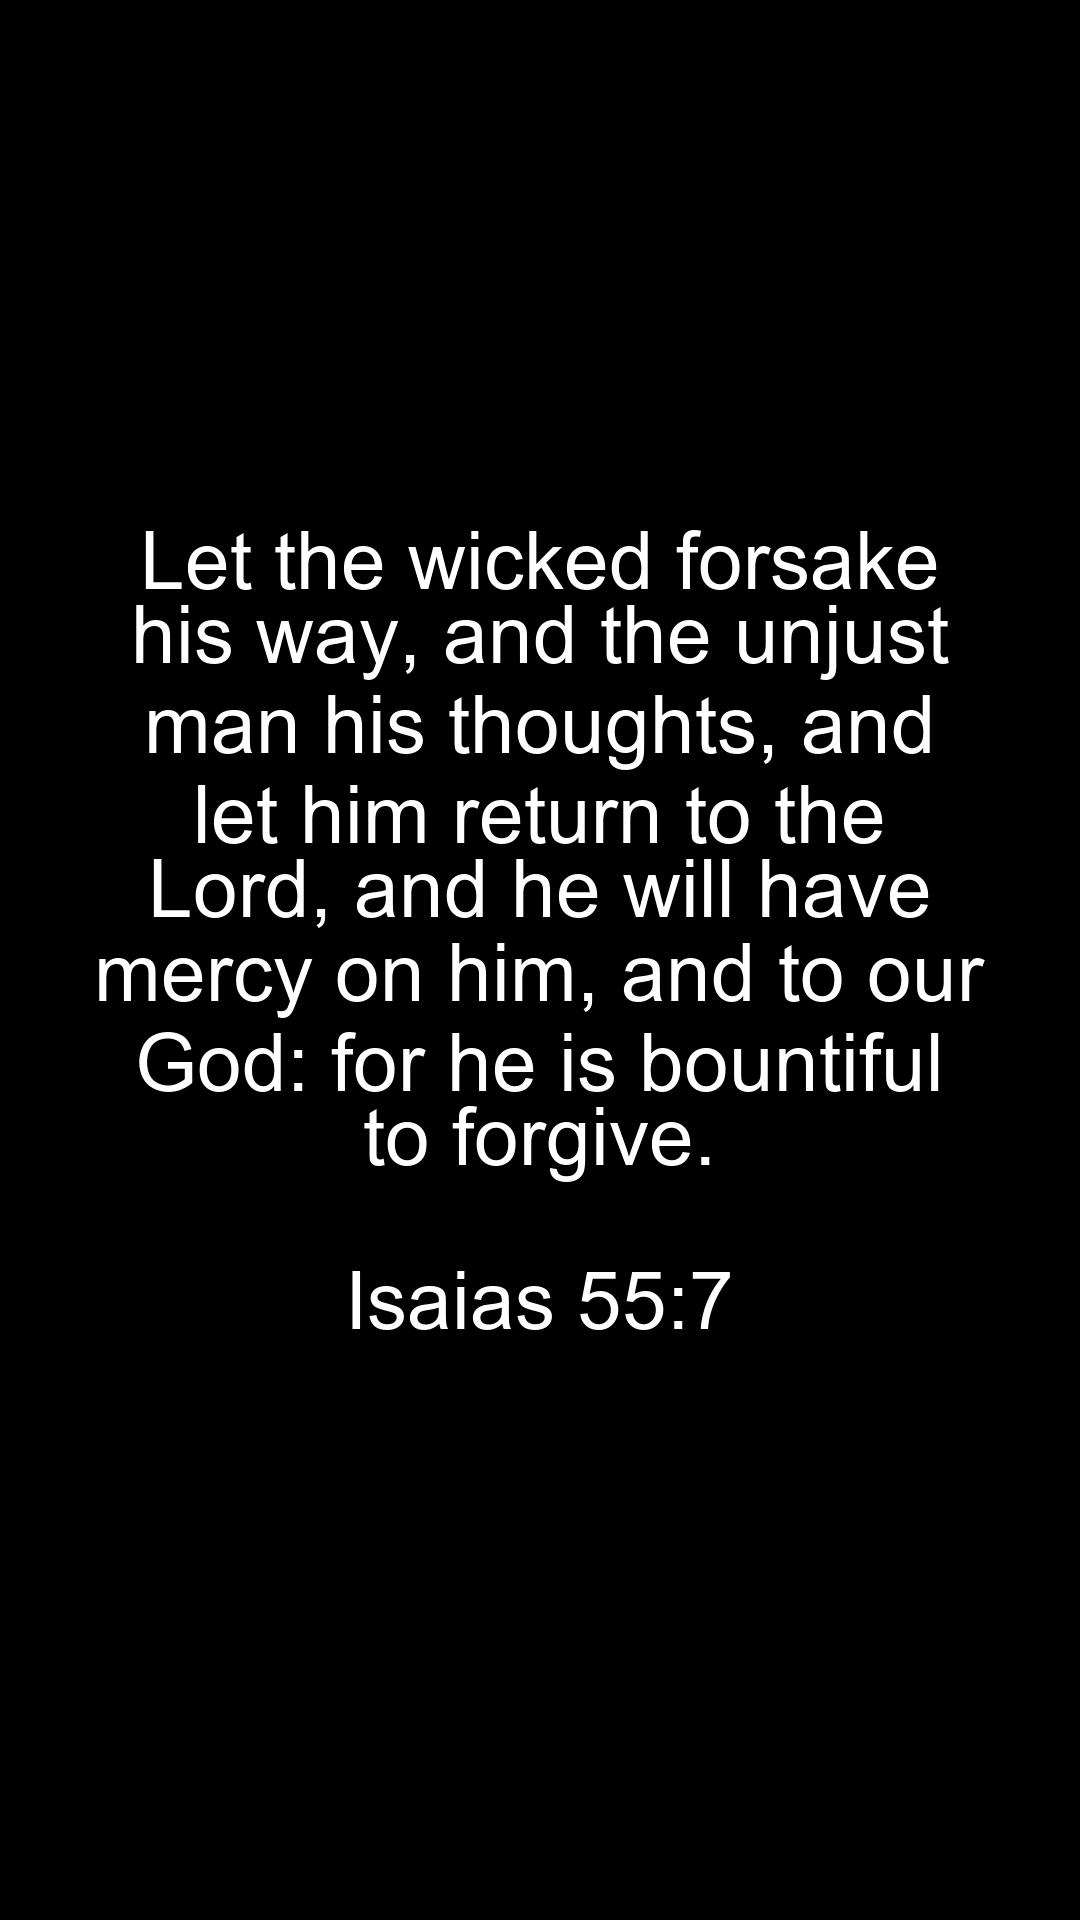 Let the wicked forsake
his way, and the unjust
man his thoughts, and
let him return to the
Lord, and he will have
mercy on him, and to our
God: for he is bountiful
to forgive.
Isaias 55:7